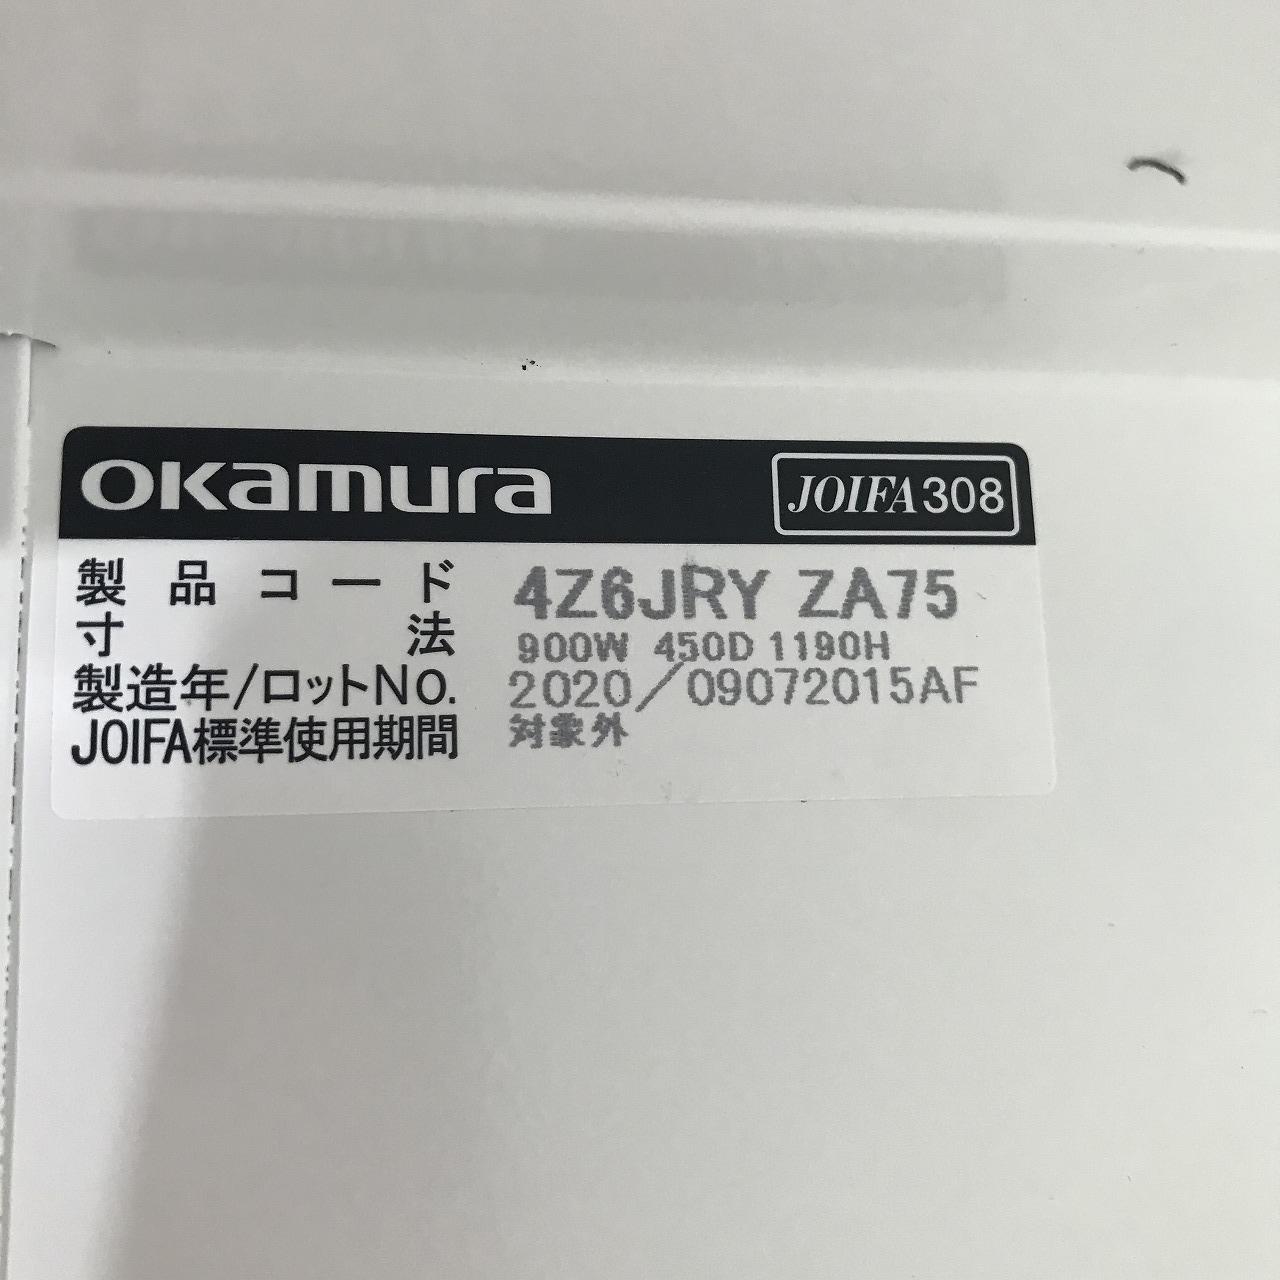 okamura JOIFA308
製品コード 4Z6JRY ZA75
寸法 900W 450D 1190H
製造年/ロットNo. 2020/09072015AF
JOIFA標準使用期間 対象外